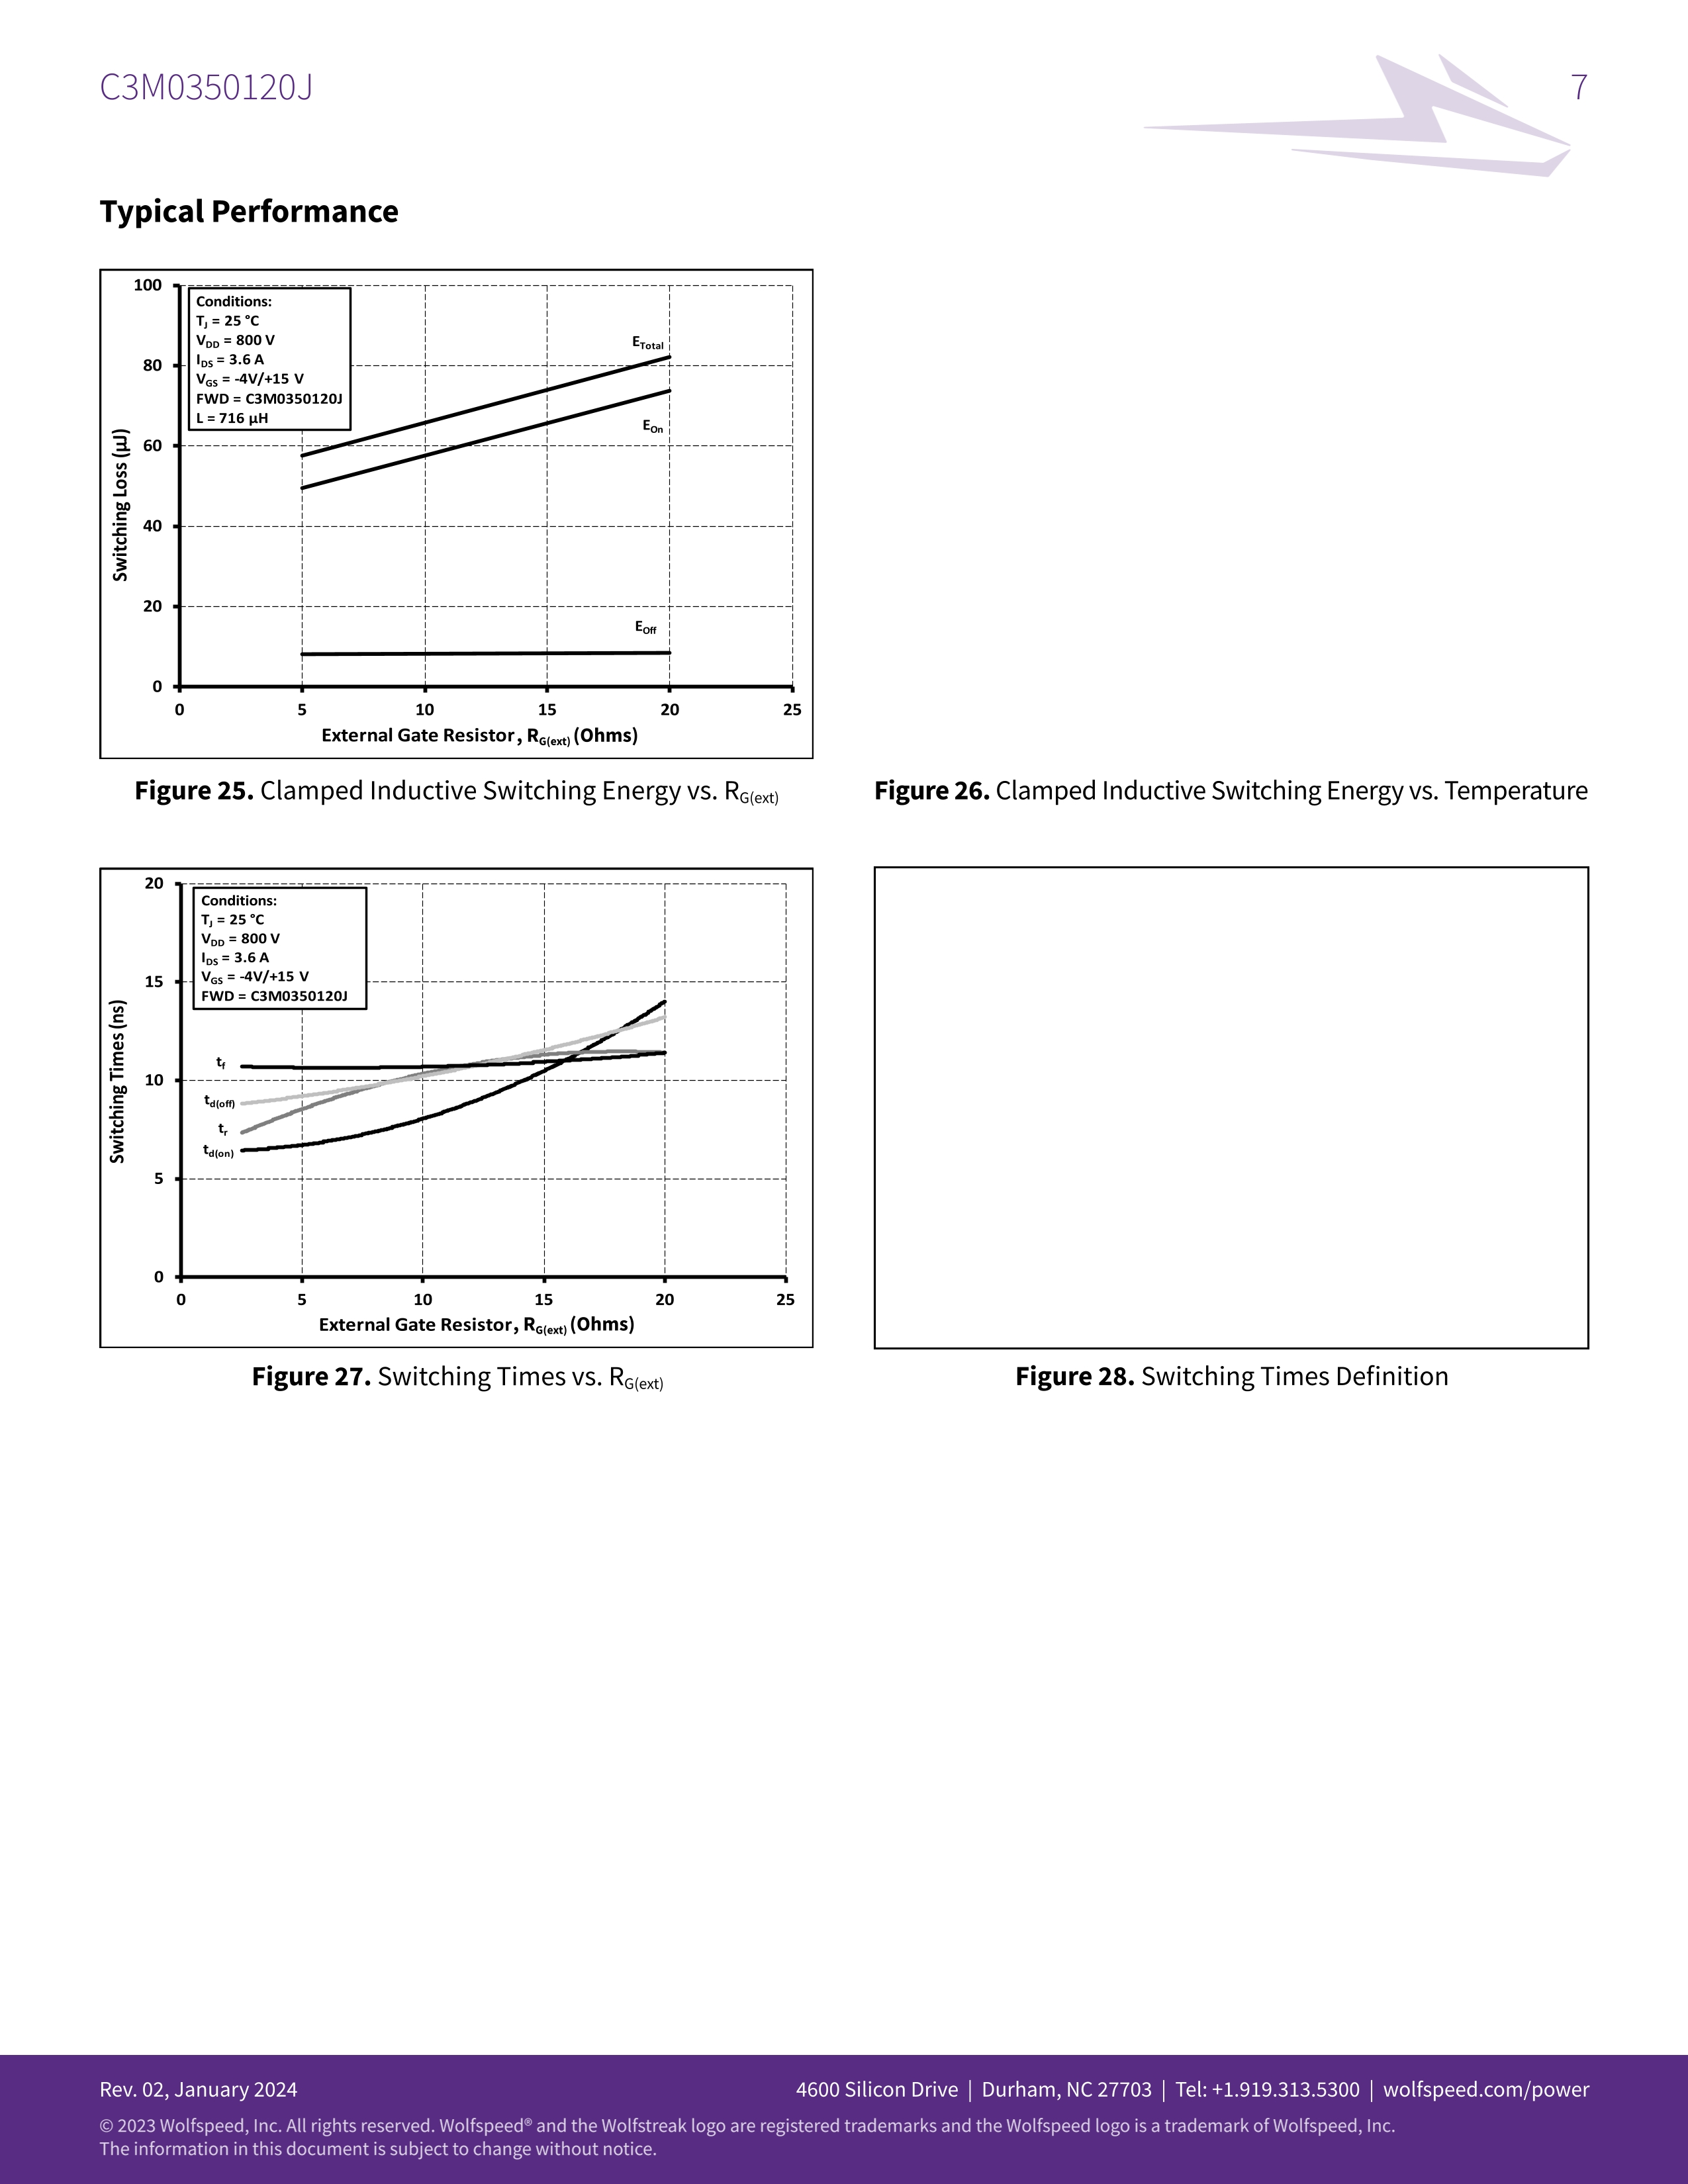 C3M0350120J
7
Typical Performance
100
80
60
40
20
0
Switching Loss (µJ)
Conditions:
TJ = 25 °C
VDD = 800 V
IDS = 3.6 A
VGS = -4V/+15 V
FWD = C3M0350120J
L = 716 µH
ETotal
EOn
EOff
0 5 10 15 20 25
External Gate Resistor, RG(ext) (Ohms)
Figure 25. Clamped Inductive Switching Energy vs. RG(ext)
Figure 26. Clamped Inductive Switching Energy vs. Temperature
20
15
10
5
0
Switching Times (ns)
Conditions:
TJ = 25 °C
VDD = 800 V
IDS = 3.6 A
VGS = -4V/+15 V
FWD = C3M0350120J
tf
td(off)
tr
td(on)
0 5 10 15 20 25
External Gate Resistor, RG(ext) (Ohms)
Figure 27. Switching Times vs. RG(ext)
Figure 28. Switching Times Definition
Rev. 02, January 2024
4600 Silicon Drive | Durham, NC 27703 | Tel: +1.919.313.5300 | wolfspeed.com/power
© 2023 Wolfspeed, Inc. All rights reserved. Wolfspeed® and the Wolfstreak logo are registered trademarks and the Wolfspeed logo is a trademark of Wolfspeed, Inc.
The information in this document is subject to change without notice.